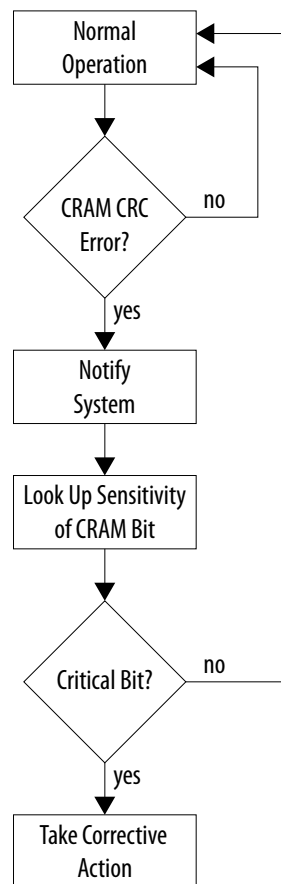 Normal
Operation
CRAM CRC
Error?
no
yes
Notify
System
Look Up Sensitivity
of CRAM Bit
Critical Bit?
no
yes
Take Corrective
Action